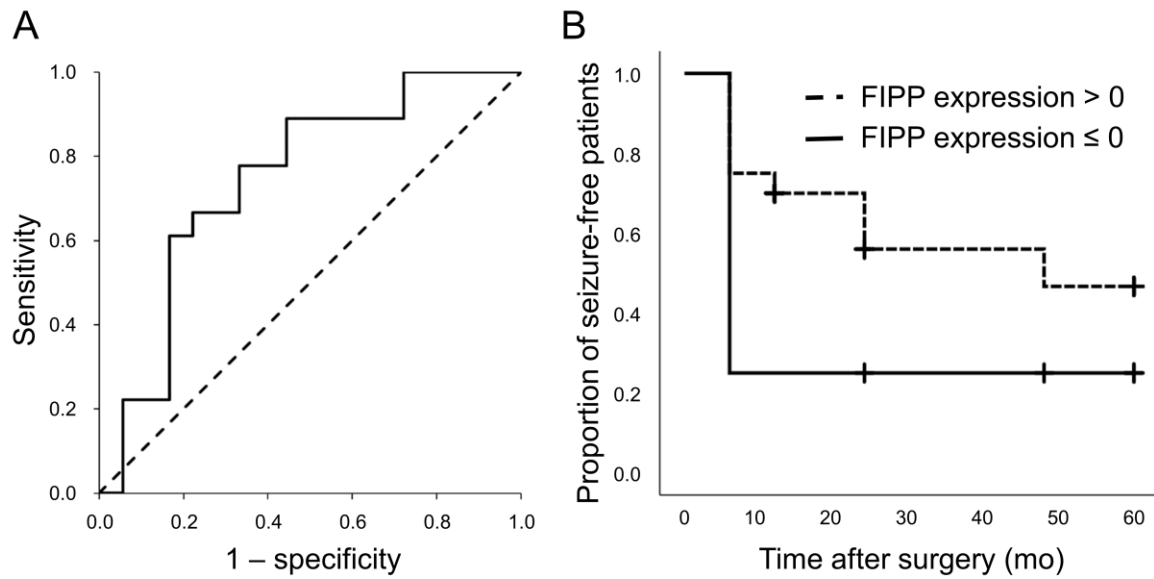 A
Sensitivity
1.0
0.8
0.6
0.4
0.2
0.0
0.0 0.2 0.4 0.6 0.8 1.0
1 – specificity
B
Proportion of seizure-free patients
1.0
0.8
0.6
0.4
0.2
0.0
FIPP expression > 0
FIPP expression ≤ 0
0 10 20 30 40 50 60
Time after surgery (mo)